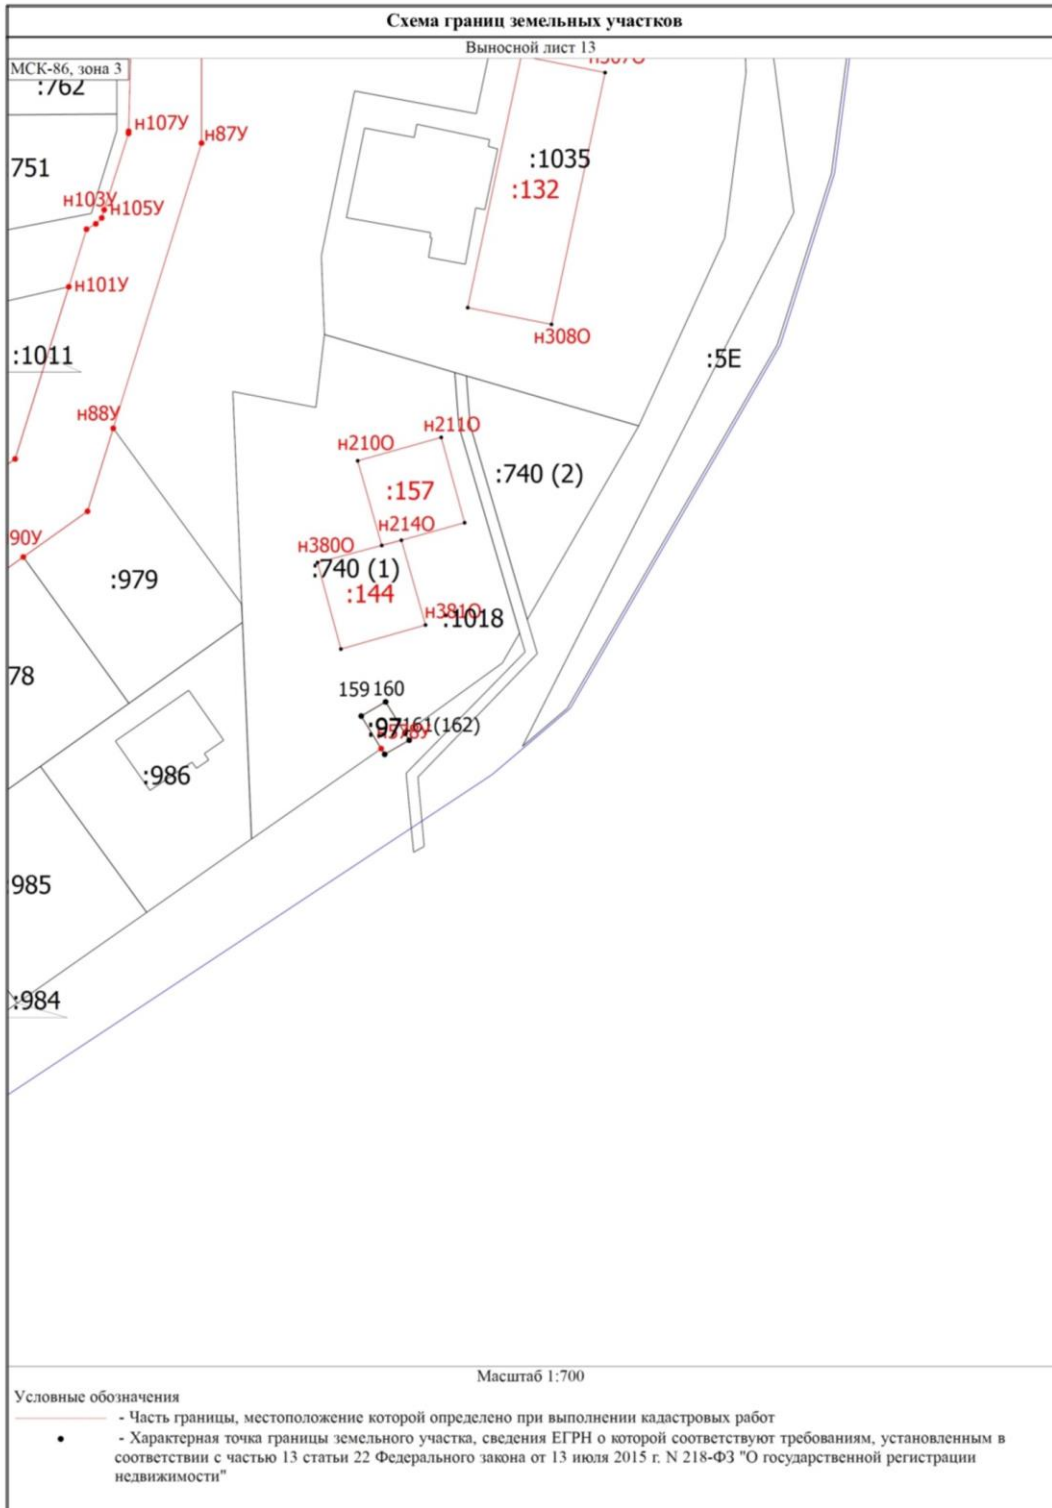 Схема границ земельных участков
Выносной лист 13
МСК-86, зона 3
:762
н107У
н87У
751
:1035
:132
н103У
н105У
н101У
н308О
:1011
:5Е
н88У
н211О
н210О
:740 (2)
:157
н214О
90У
н380О
:740 (1)
:979
:144
н381О
:1018
78
159 160
:97
161(162)
н578У
:986
985
:984
Масштаб 1:700
Условные обозначения
- Часть границы, местоположение которой определено при выполнении кадастровых работ
- Характерная точка границы земельного участка, сведения ЕГРН о которой соответствуют требованиям, установленным в
соответствии с частью 13 статьи 22 Федерального закона от 13 июля 2015 г. N 218-ФЗ "О государственной регистрации
недвижимости"